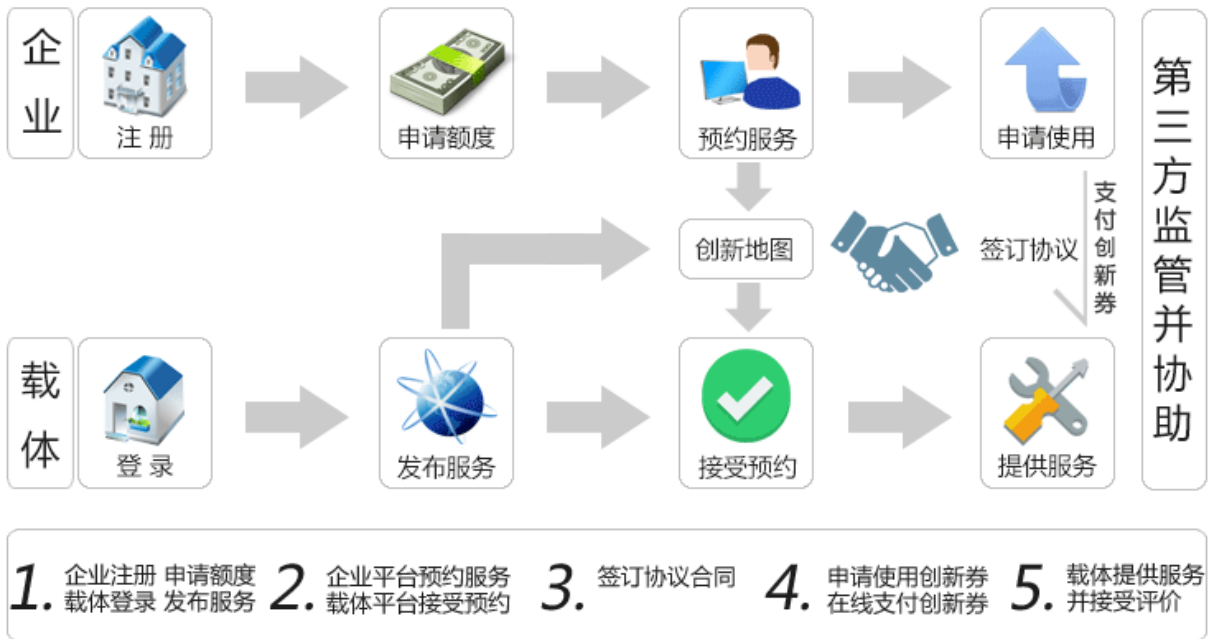 企业
注册
申请额度
预约服务
申请使用
第三方监管并协助
支付创新券
创新地图
签订协议
载体
登录
发布服务
接受预约
提供服务
1. 企业注册 申请额度
载体登录 发布服务
2. 企业平台预约服务
载体平台接受预约
3. 签订协议合同
4. 申请使用创新券
在线支付创新券
5. 载体提供服务
并接受评价